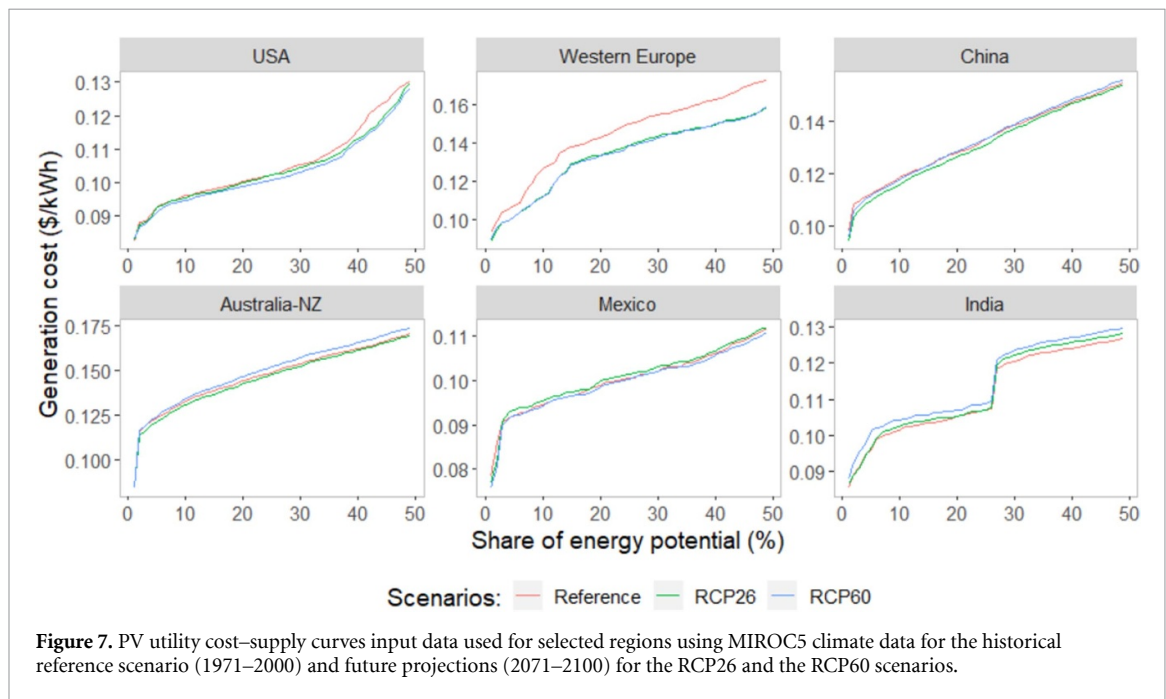 USA
Western Europe
China
0.13
0.12
0.11
0.10
0.09
0.16
0.14
0.12
0.10
0.14
0.12
0.10
0 10 20 30 40 50
0 10 20 30 40 50
0 10 20 30 40 50
Generation cost ($/kWh)
Australia-NZ
Mexico
India
0.175
0.150
0.125
0.100
0.11
0.10
0.09
0.08
0.13
0.12
0.11
0.10
0.09
0 10 20 30 40 50
0 10 20 30 40 50
0 10 20 30 40 50
Share of energy potential (%)
Scenarios: Reference RCP26 RCP60
Figure 7. PV utility cost–supply curves input data used for selected regions using MIROC5 climate data for the historical
reference scenario (1971–2000) and future projections (2071–2100) for the RCP26 and the RCP60 scenarios.